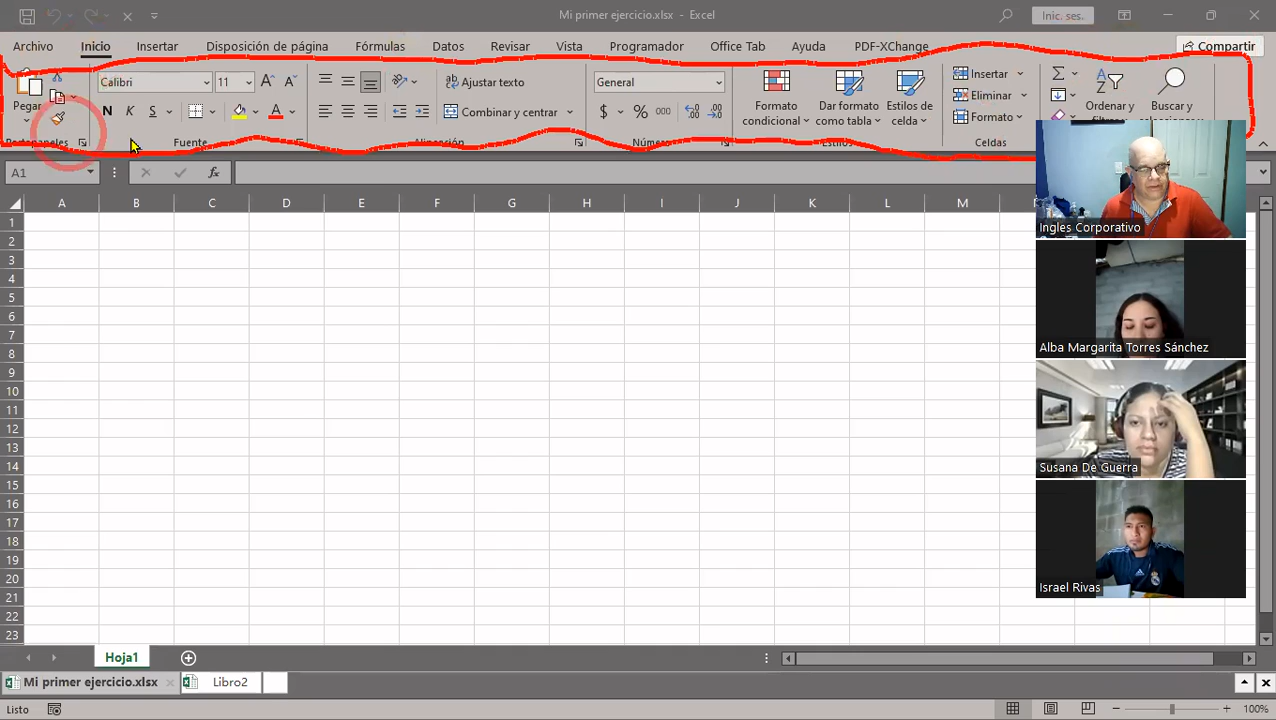 Mi primer ejercicio.xlsx - Excel
Inic. ses.
Archivo Inicio Insertar Disposición de página Fórmulas Datos Revisar Vista Programador Office Tab Ayuda PDF-XChange Compartir
Pegar
Calibri 11
N K S
Ajustar texto
Combinar y centrar
General
$ % 000
Formato condicional
Dar formato como tabla
Estilos de celda
Insertar
Eliminar
Formato
Ordenar y
Buscar y
Portapapeles Fuente Alineación Número Estilos Celdas
A1 fx
A B C D E F G H I J K L M
1
2
3
4
5
6
7
8
9
10
11
12
13
14
15
16
17
18
19
20
21
22
23
Ingles Corporativo
Alba Margarita Torres Sánchez
Susana De Guerra
Israel Rivas
Hoja1
Mi primer ejercicio.xlsx Libro2
Listo 100%